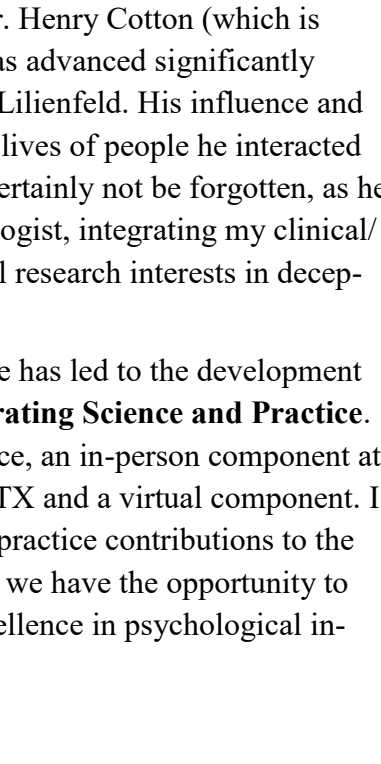 r. Henry Cotton (which is
as advanced significantly
Lilienfeld. His influence and
lives of people he interacted
ertainly not be forgotten, as he
ogist, integrating my clinical/
l research interests in decep-
e has led to the development
rating Science and Practice.
ce, an in-person component at
TX and a virtual component. I
practice contributions to the
we have the opportunity to
ellence in psychological in-